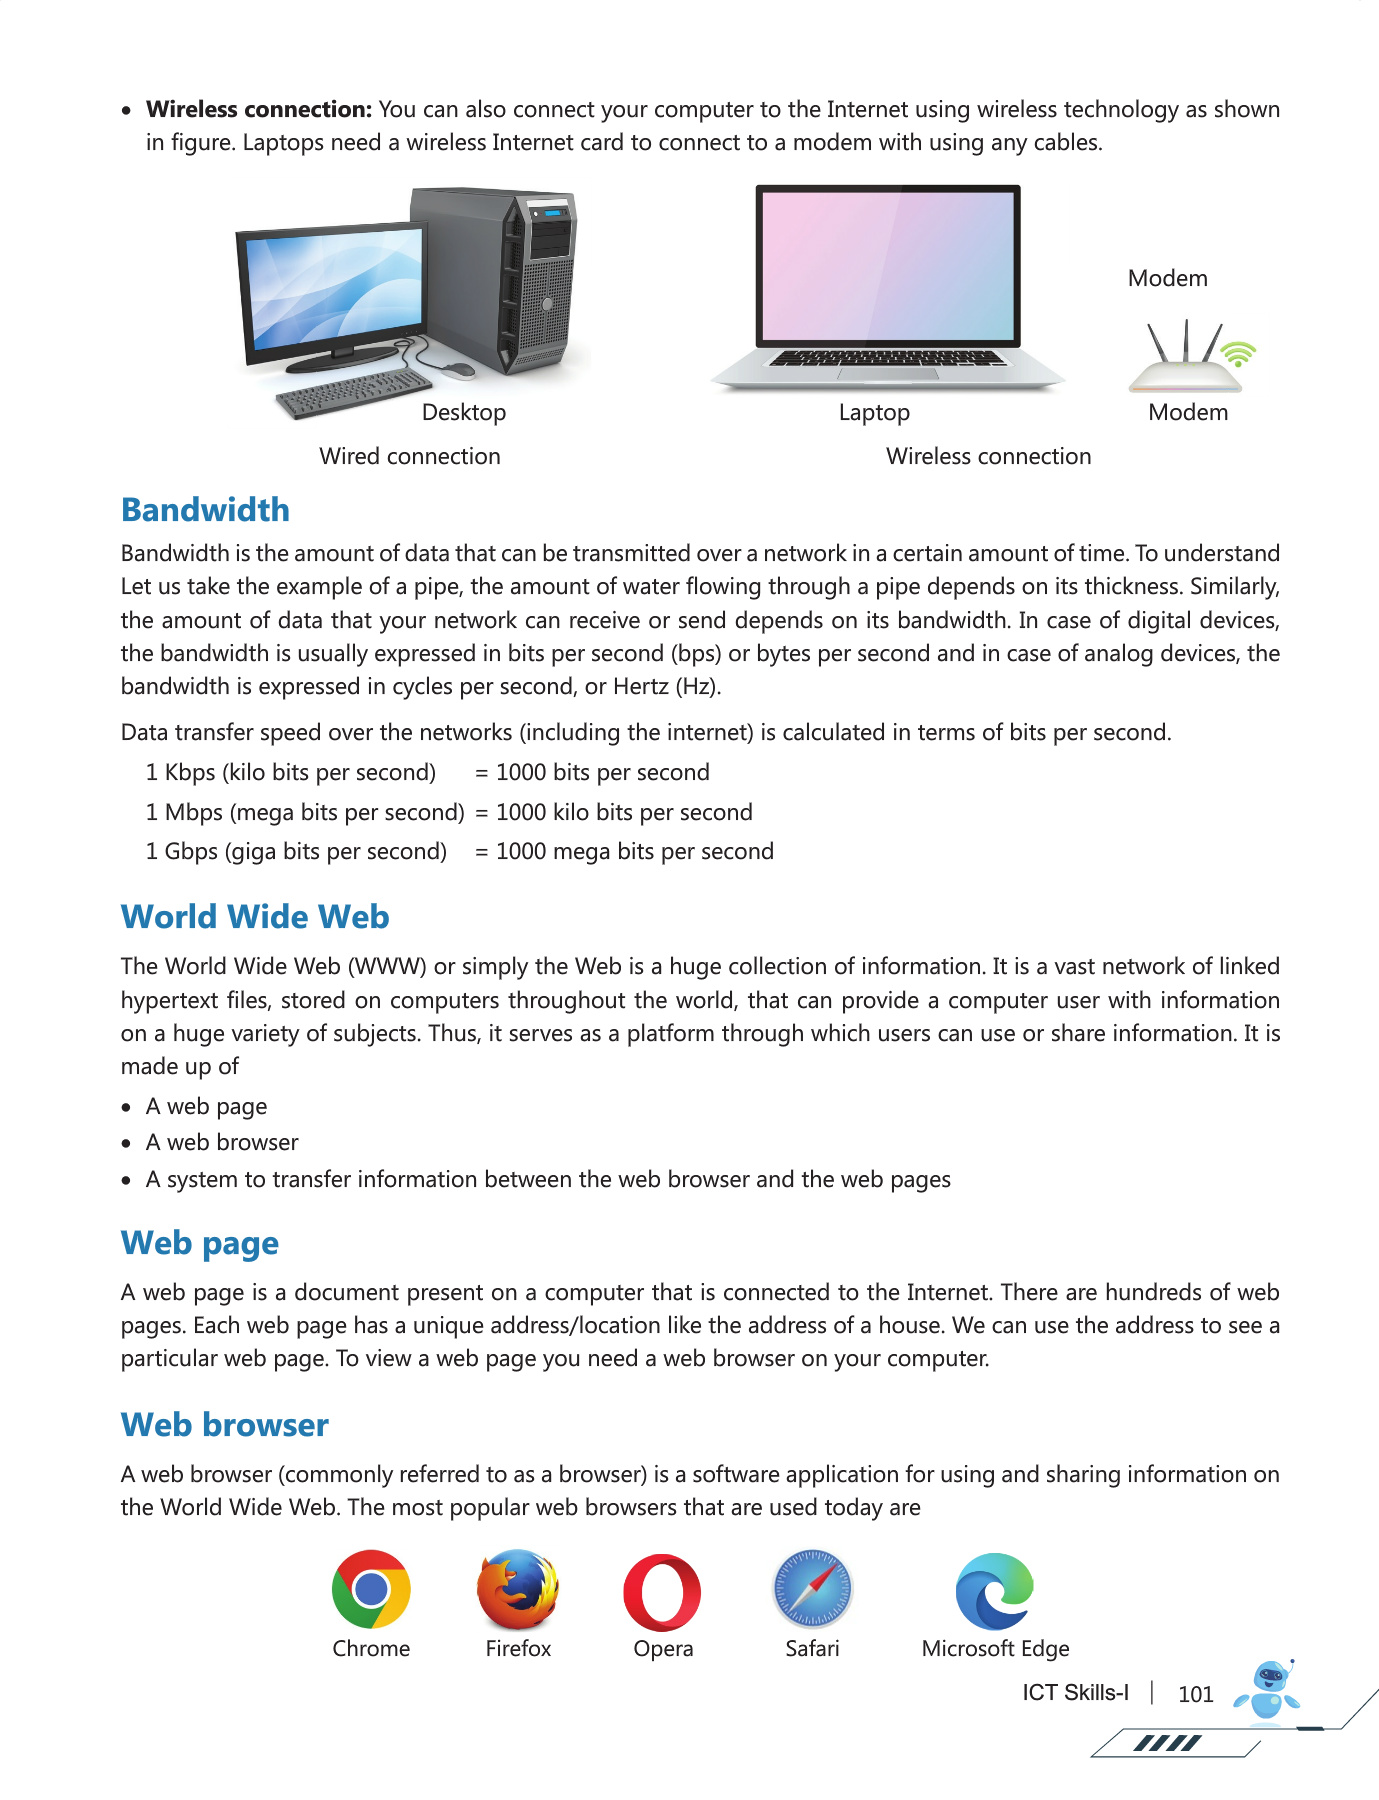 • Wireless connection: You can also connect your computer to the Internet using wireless technology as shown
in figure. Laptops need a wireless Internet card to connect to a modem with using any cables.
Modem
Desktop
Laptop
Modem
Wired connection
Wireless connection
Bandwidth
Bandwidth is the amount of data that can be transmitted over a network in a certain amount of time. To understand
Let us take the example of a pipe, the amount of water flowing through a pipe depends on its thickness. Similarly,
the amount of data that your network can receive or send depends on its bandwidth. In case of digital devices,
the bandwidth is usually expressed in bits per second (bps) or bytes per second and in case of analog devices, the
bandwidth is expressed in cycles per second, or Hertz (Hz).
Data transfer speed over the networks (including the internet) is calculated in terms of bits per second.
1 Kbps (kilo bits per second) = 1000 bits per second
1 Mbps (mega bits per second) = 1000 kilo bits per second
1 Gbps (giga bits per second) = 1000 mega bits per second
World Wide Web
The World Wide Web (WWW) or simply the Web is a huge collection of information. It is a vast network of linked
hypertext files, stored on computers throughout the world, that can provide a computer user with information
on a huge variety of subjects. Thus, it serves as a platform through which users can use or share information. It is
made up of
• A web page
• A web browser
• A system to transfer information between the web browser and the web pages
Web page
A web page is a document present on a computer that is connected to the Internet. There are hundreds of web
pages. Each web page has a unique address/location like the address of a house. We can use the address to see a
particular web page. To view a web page you need a web browser on your computer.
Web browser
A web browser (commonly referred to as a browser) is a software application for using and sharing information on
the World Wide Web. The most popular web browsers that are used today are
Chrome
Firefox
Opera
Safari
Microsoft Edge
ICT Skills-I | 101